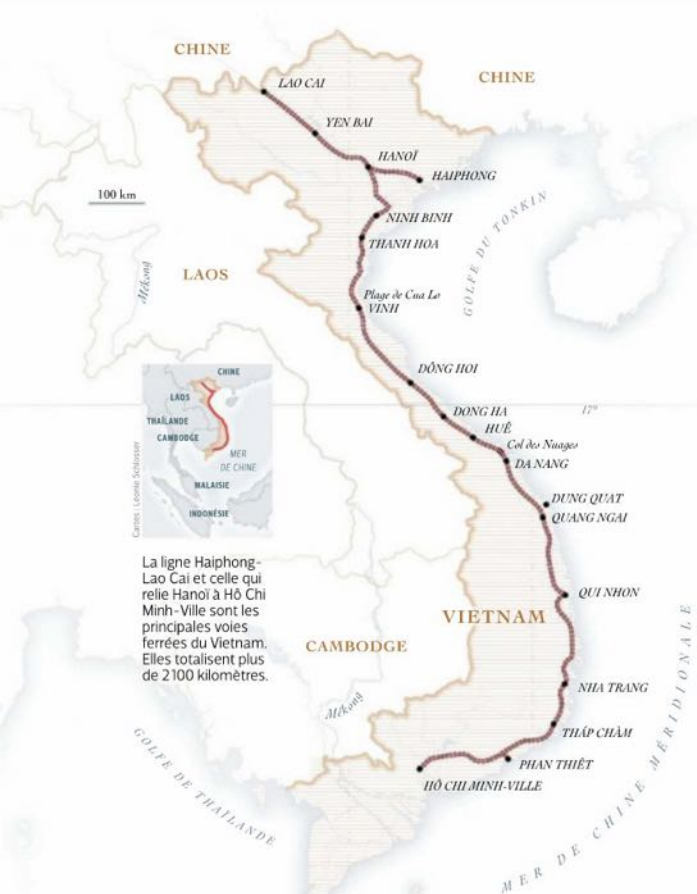 CHINE
CHINE
LAO CAI
YEN BAI
HANOÏ
HAIPHONG
100 km
NINH BINH
GOLFE DU TONKIN
THANH HOA
Mékong
LAOS
Plage de Cua Lo
VINH
DÔNG HOI
CHINE
LAOS
THAÏLANDE
CAMBODGE
MER
DE CHINE
MALAISIE
INDONÉSIE
Cartes : Léonie Schlosser
17°
DONG HA
HUÊ
Col des Nuages
DA NANG
DUNG QUAT
QUANG NGAI
La ligne Haiphong-
Lao Cai et celle qui
relie Hanoï à Hô Chi
Minh-Ville sont les
principales voies
ferrées du Vietnam.
Elles totalisent plus
de 2100 kilomètres.
QUI NHON
VIETNAM
CAMBODGE
NHA TRANG
Mékong
THÁP CHÀM
PHAN THIÊT
HÔ CHI MINH-VILLE
GOLFE DE THAÏLANDE
MER DE CHINE MÉRIDIONALE